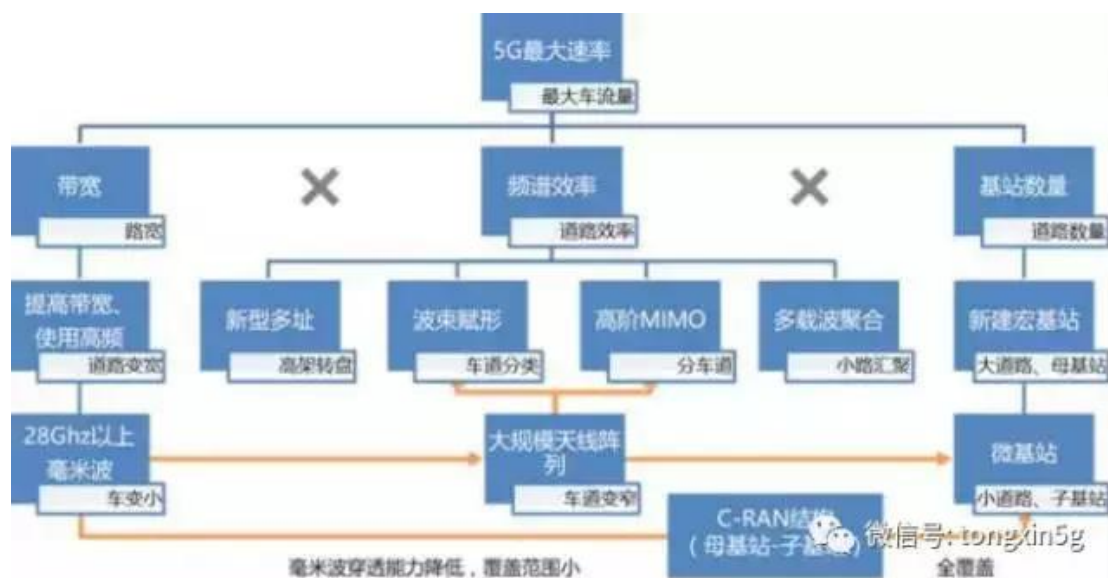 5G最大速率
最大车流量
带宽
路宽
频谱效率
道路效率
基站数量
道路数量
提高带宽、
使用高频
道路变宽
新型多址
高架转盘
波束赋形
车道分类
高阶MIMO
分车道
多载波聚合
小路汇聚
新建宏基站
大道路、母基站
28Ghz以上
毫米波
车变小
大规模天线阵
列
车道变窄
微基站
小道路、子基站
C-RAN结构
（母基站-子基
微信号: tongxin5g
毫米波穿透能力降低，覆盖范围小
全覆盖